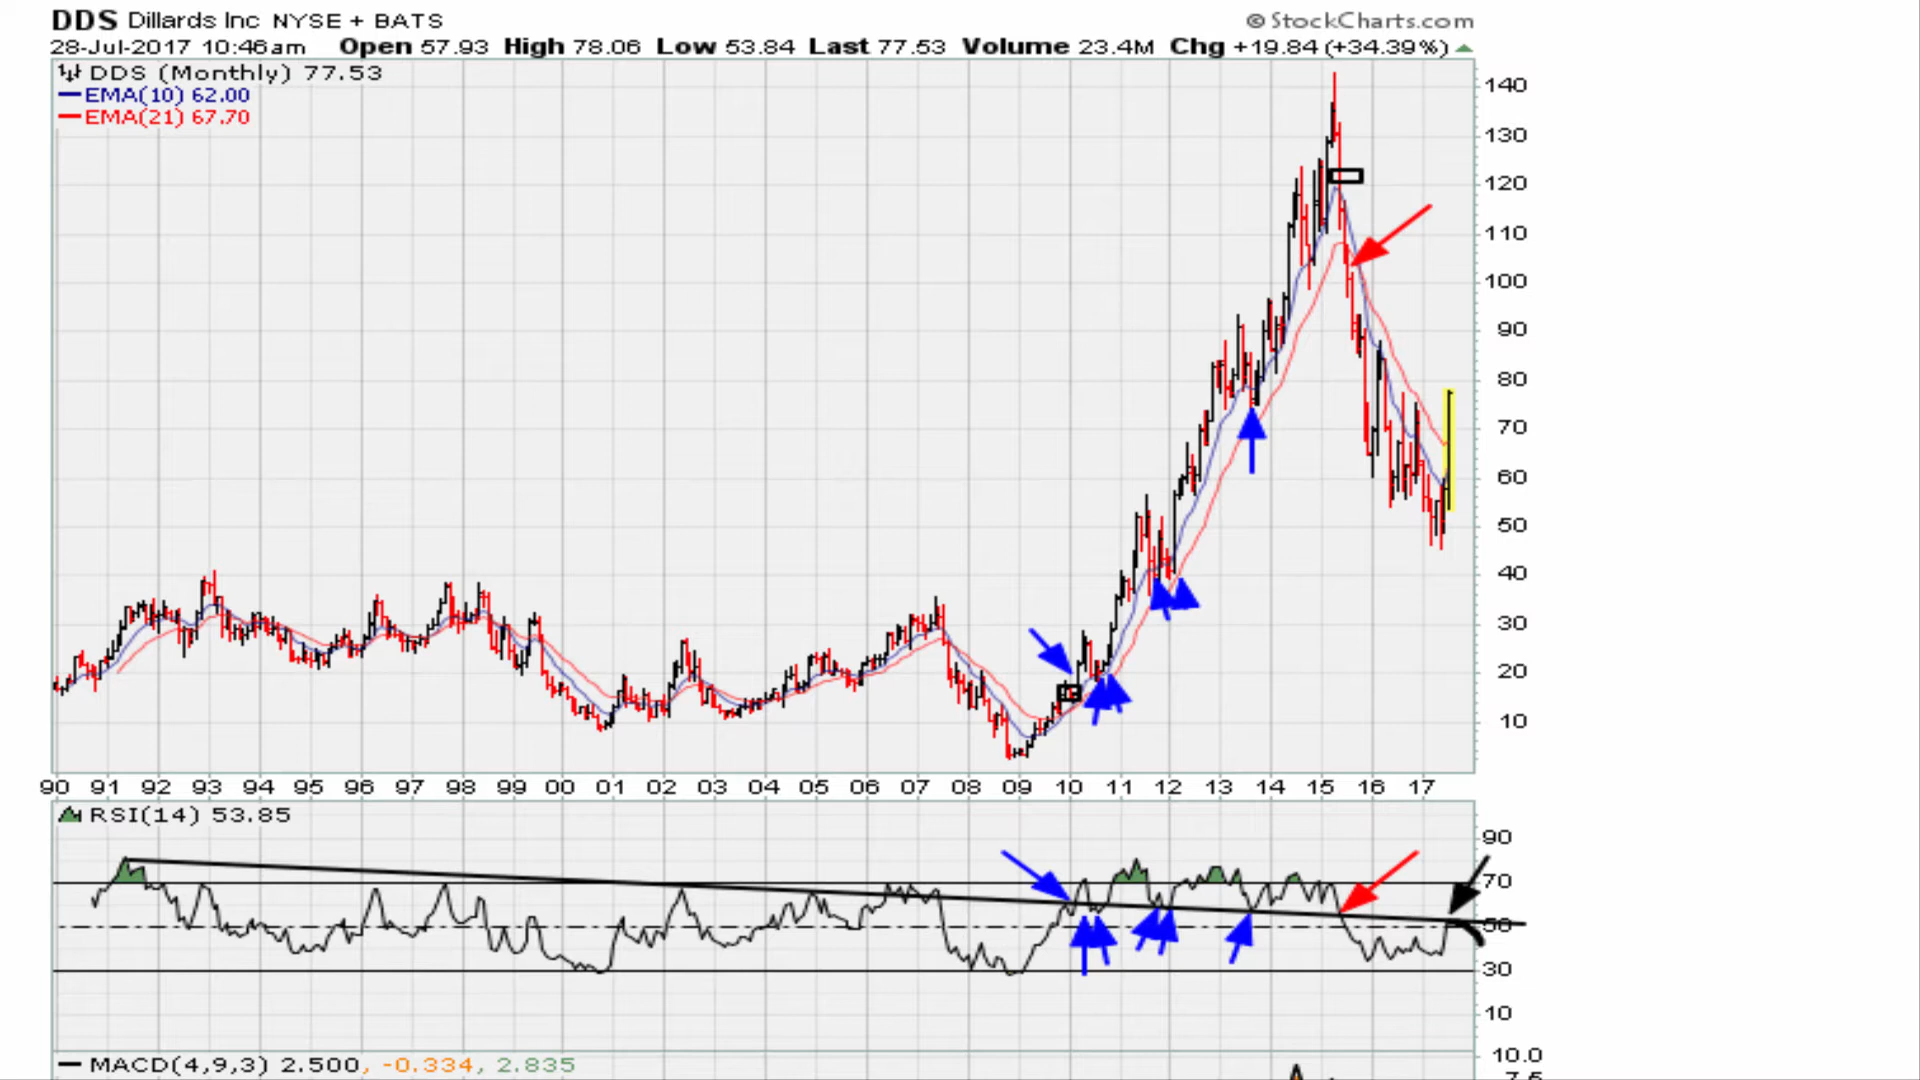 DDS Dillards Inc NYSE + BATS
© StockCharts.com
28-Jul-2017 10:46am Open 57.93 High 78.06 Low 53.84 Last 77.53 Volume 23.4M Chg +19.84 (+34.39%)
DDS (Monthly) 77.53
EMA(10) 62.00
EMA(21) 67.70
140
130
120
110
100
90
80
70
60
50
40
30
20
10
90 91 92 93 94 95 96 97 98 99 00 01 02 03 04 05 06 07 08 09 10 11 12 13 14 15 16 17
RSI(14) 53.85
90
70
50
30
10
MACD(4,9,3) 2.500, -0.334, 2.835
10.0
7.5